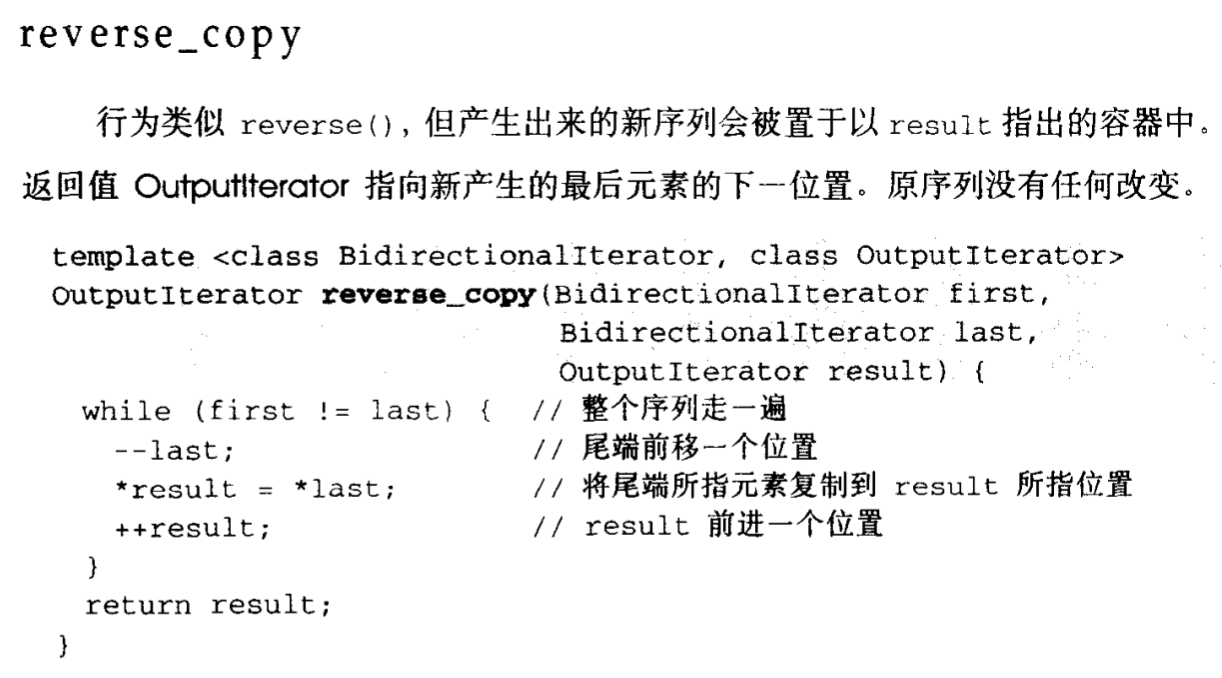 reverse_copy
行为类似 reverse(), 但产生出来的新序列会被置于以 result 指出的容器中。
返回值 OutputIterator 指向新产生的最后元素的下一位置。原序列没有任何改变。
template <class BidirectionalIterator, class OutputIterator>
OutputIterator reverse_copy(BidirectionalIterator first,
                            BidirectionalIterator last,
                            OutputIterator result) {
  while (first != last) {  // 整个序列走一遍
    --last;                // 尾端前移一个位置
    *result = *last;       // 将尾端所指元素复制到 result 所指位置
    ++result;              // result 前进一个位置
  }
  return result;
}